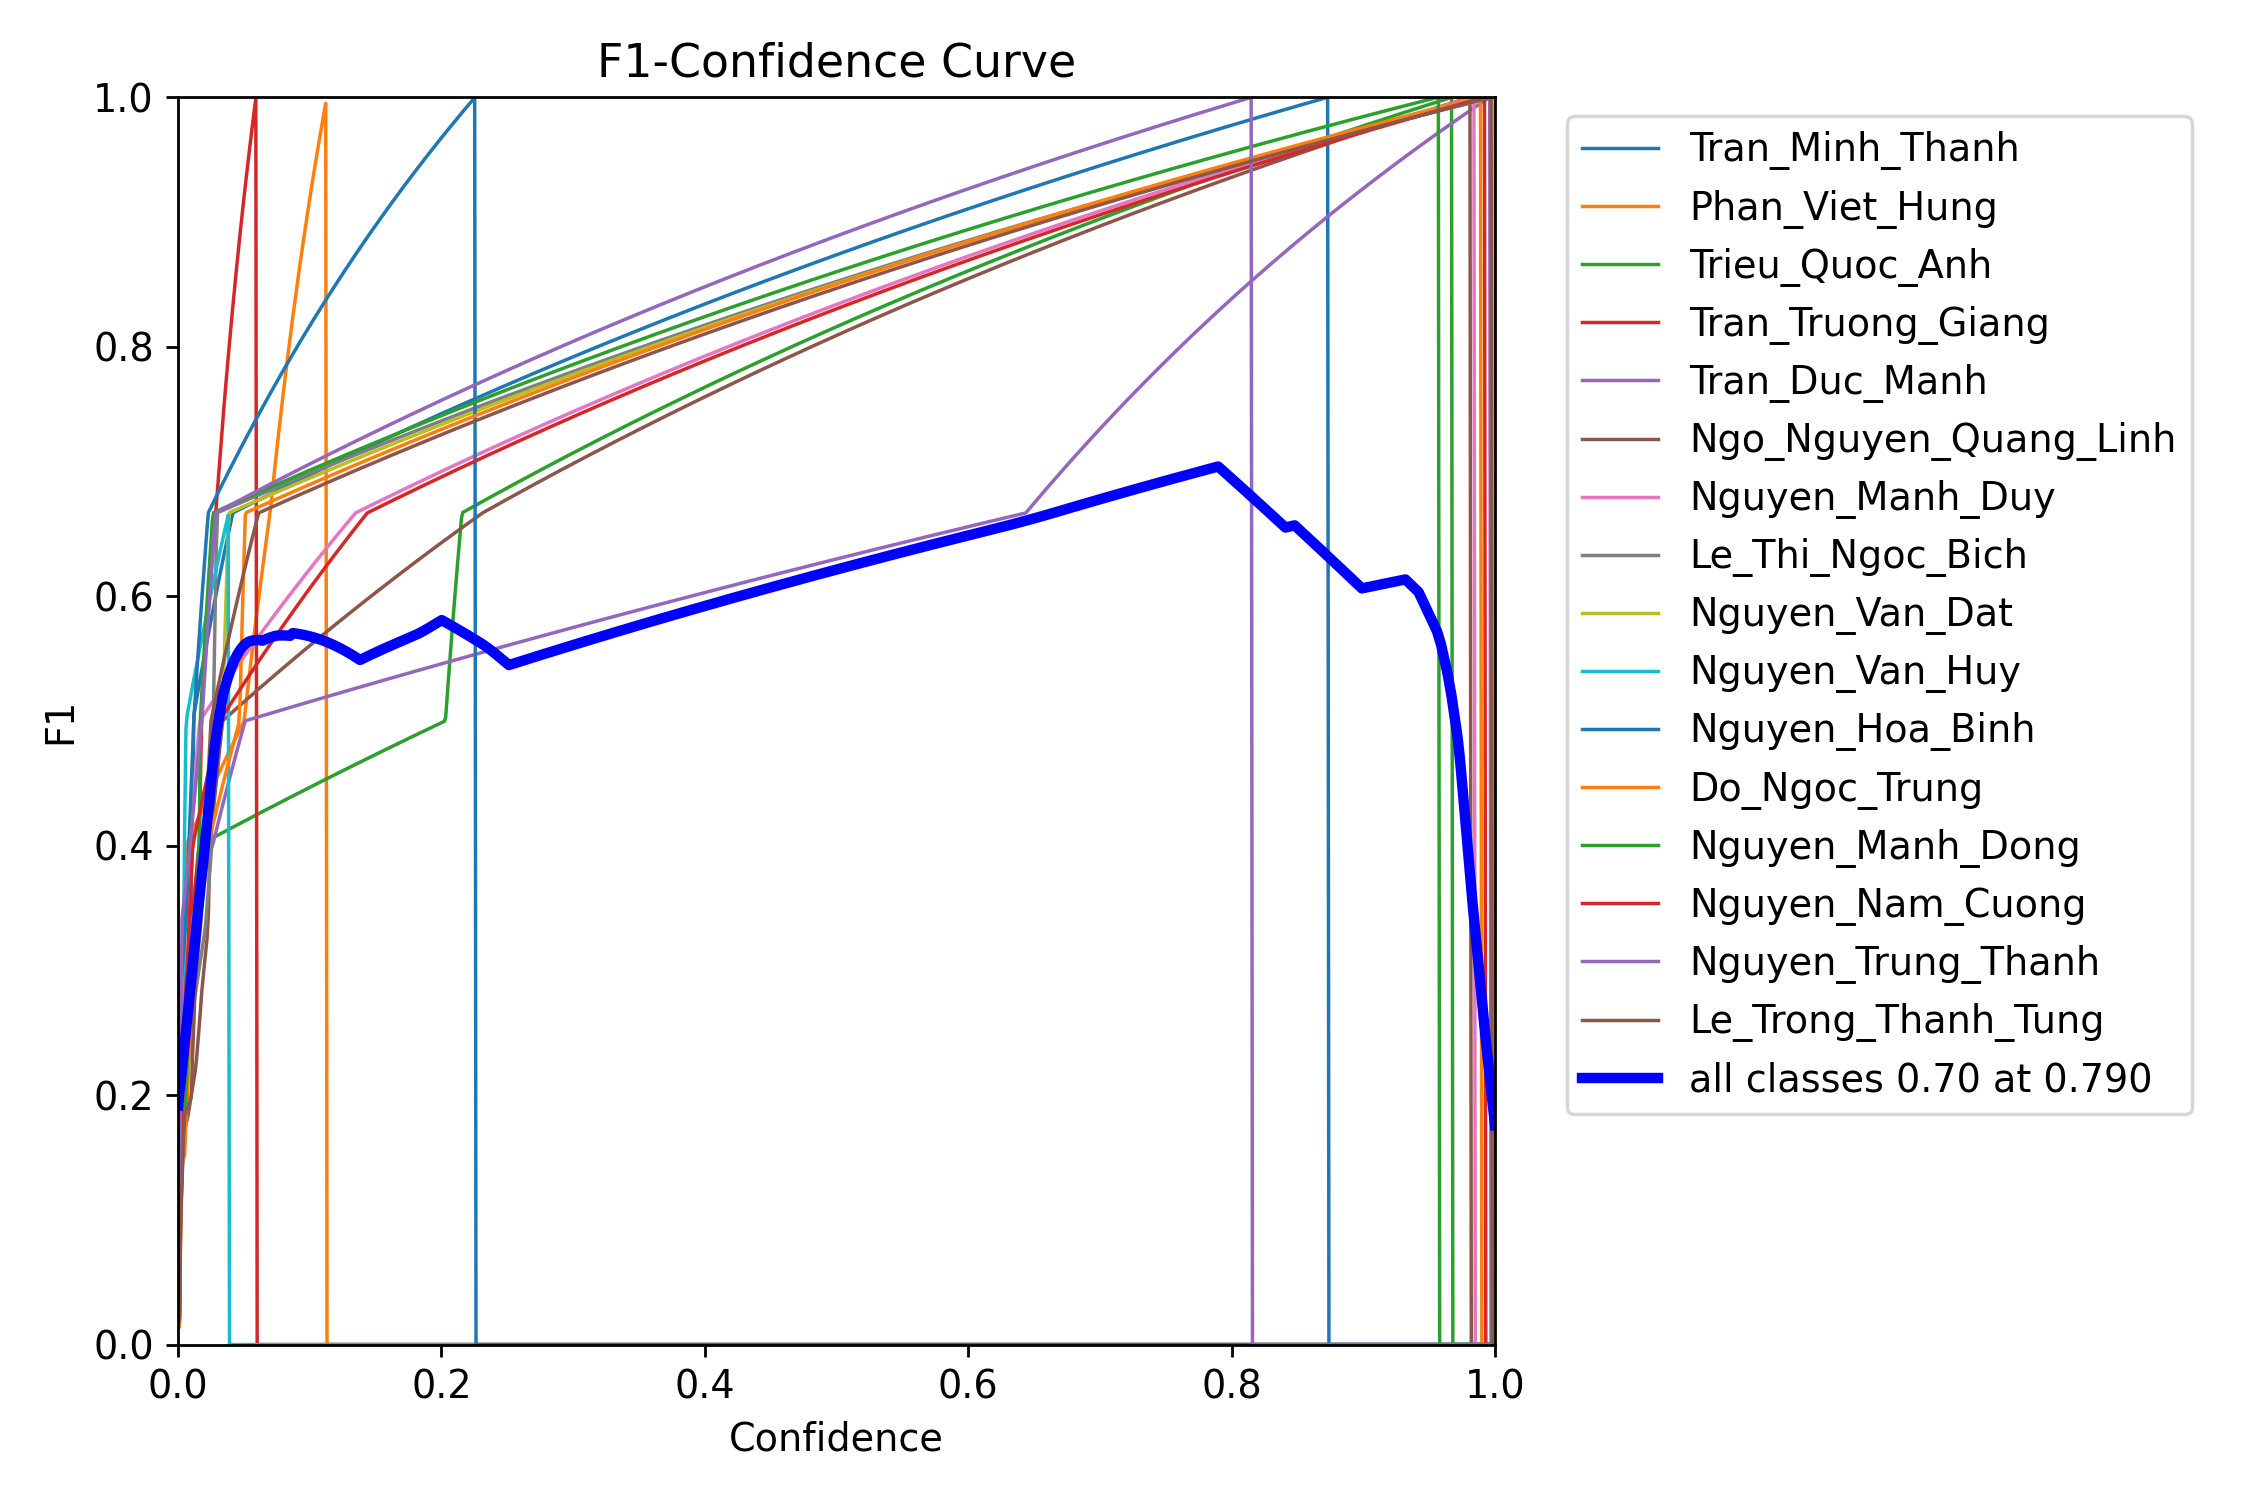 F1-Confidence Curve
1.0
0.8
0.6
0.4
0.2
0.0
F1
0.0 0.2 0.4 0.6 0.8 1.0
Confidence
Tran_Minh_Thanh
Phan_Viet_Hung
Trieu_Quoc_Anh
Tran_Truong_Giang
Tran_Duc_Manh
Ngo_Nguyen_Quang_Linh
Nguyen_Manh_Duy
Le_Thi_Ngoc_Bich
Nguyen_Van_Dat
Nguyen_Van_Huy
Nguyen_Hoa_Binh
Do_Ngoc_Trung
Nguyen_Manh_Dong
Nguyen_Nam_Cuong
Nguyen_Trung_Thanh
Le_Trong_Thanh_Tung
all classes 0.70 at 0.790